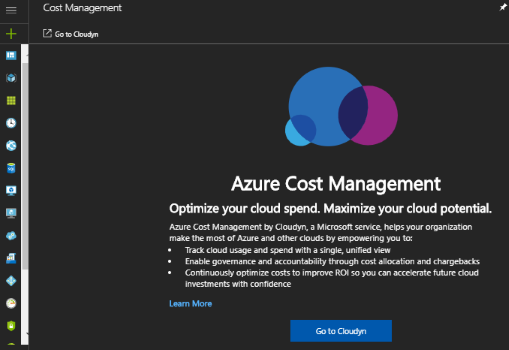 Cost Management
Go to Cloudyn
Azure Cost Management
Optimize your cloud spend. Maximize your cloud potential.
Azure Cost Management by Cloudyn, a Microsoft service, helps your organization
make the most of Azure and other clouds by empowering you to:
• Track cloud usage and spend with a single, unified view
• Enable governance and accountability through cost allocation and chargebacks
• Continuously optimize costs to improve ROI so you can accelerate future cloud
investments with confidence
Learn More
Go to Cloudyn